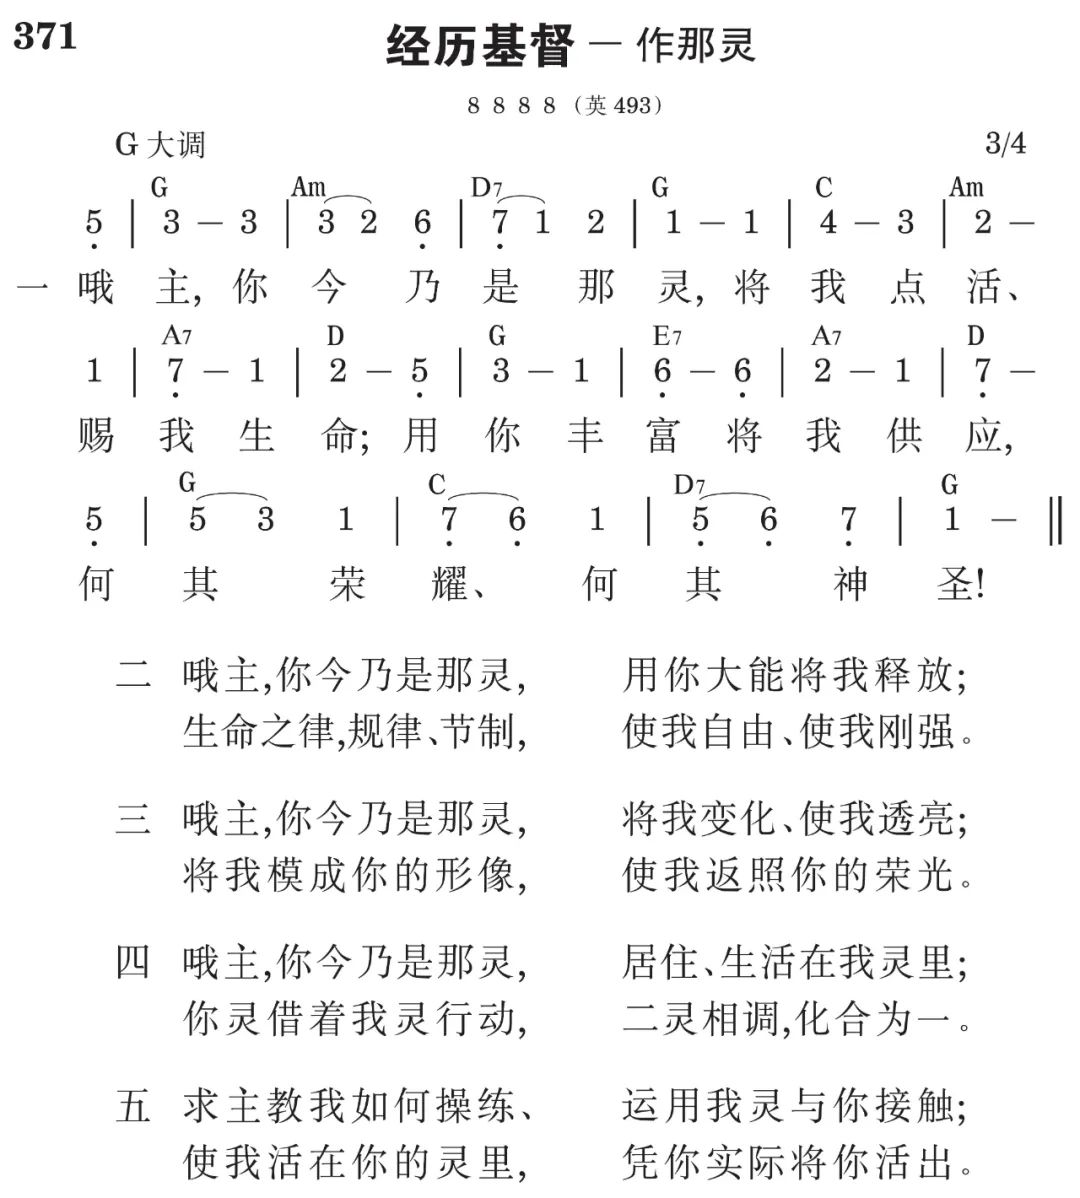 371
经历基督 — 作那灵
8 8 8 8（英 493）
G 大调 3/4
G Am D7 G C Am
5̣ | 3 – 3 | 3 2 6̣ | 7̣ 1 2 | 1 – 1 | 4 – 3 | 2 –
一 哦 主, 你 今 乃 是 那 灵, 将 我 点 活、
A7 D G E7 A7 D
1 | 7̣ – 1 | 2 – 5̣ | 3 – 1 | 6̣ – 6̣ | 2 – 1 | 7̣ –
赐 我 生 命; 用 你 丰 富 将 我 供 应,
G C D7 G
5̣ | 5 3 1 | 7̣ 6̣ 1 | 5̣ 6̣ 7̣ | 1 – ‖
何 其 荣 耀、 何 其 神 圣!
二 哦主,你今乃是那灵, 用你大能将我释放;
生命之律,规律、节制, 使我自由、使我刚强。
三 哦主,你今乃是那灵, 将我变化、使我透亮;
将我模成你的形像, 使我返照你的荣光。
四 哦主,你今乃是那灵, 居住、生活在我灵里;
你灵借着我灵行动, 二灵相调,化合为一。
五 求主教我如何操练、 运用我灵与你接触;
使我活在你的灵里, 凭你实际将你活出。